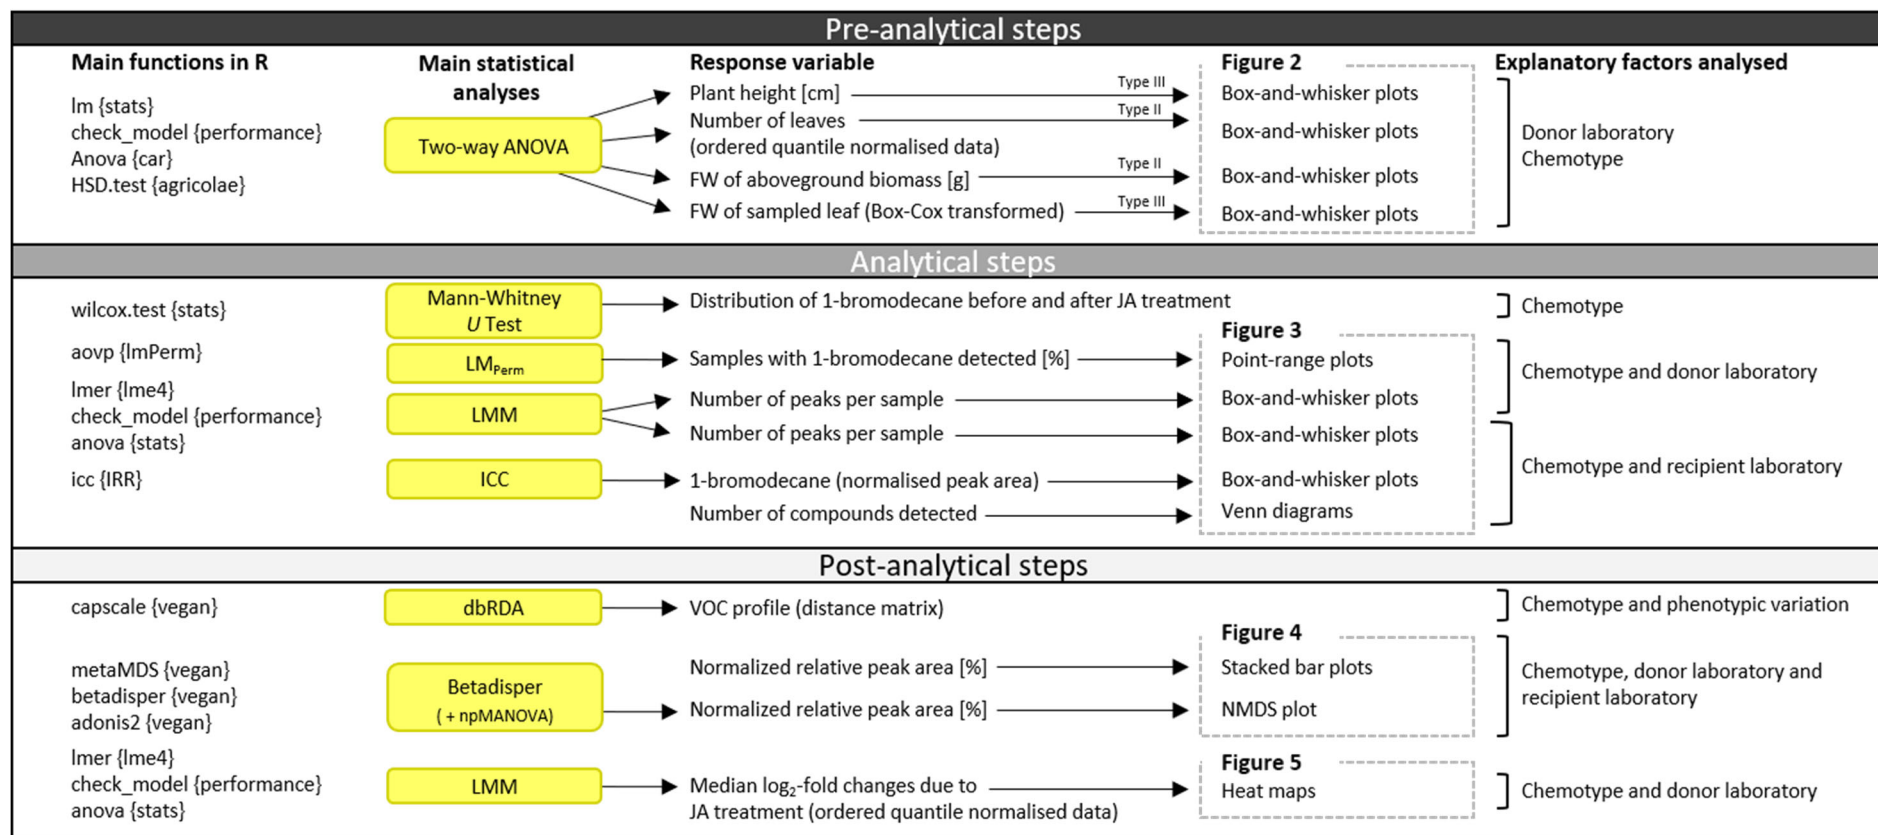 Pre-analytical steps
Main functions in R
Main statistical
analyses
Response variable
Figure 2
Explanatory factors analysed
lm {stats}
check_model {performance}
Anova {car}
HSD.test {agricolae}
Two-way ANOVA
Plant height [cm]
Type III
Box-and-whisker plots
Number of leaves
(ordered quantile normalised data)
Type II
Box-and-whisker plots
FW of aboveground biomass [g]
Type II
Box-and-whisker plots
FW of sampled leaf (Box-Cox transformed)
Type III
Box-and-whisker plots
Donor laboratory
Chemotype
Analytical steps
wilcox.test {stats}
Mann-Whitney
U Test
Distribution of 1-bromodecane before and after JA treatment
Chemotype
Figure 3
aovp {lmPerm}
LMPerm
Samples with 1-bromodecane detected [%]
Point-range plots
Chemotype and donor laboratory
lmer {lme4}
check_model {performance}
anova {stats}
LMM
Number of peaks per sample
Box-and-whisker plots
Number of peaks per sample
Box-and-whisker plots
Chemotype and recipient laboratory
icc {IRR}
ICC
1-bromodecane (normalised peak area)
Box-and-whisker plots
Number of compounds detected
Venn diagrams
Post-analytical steps
capscale {vegan}
dbRDA
VOC profile (distance matrix)
Chemotype and phenotypic variation
Figure 4
metaMDS {vegan}
betadisper {vegan}
adonis2 {vegan}
Betadisper
( + npMANOVA)
Normalized relative peak area [%]
Stacked bar plots
Normalized relative peak area [%]
NMDS plot
Chemotype, donor laboratory and
recipient laboratory
lmer {lme4}
check_model {performance}
anova {stats}
LMM
Median log2-fold changes due to
JA treatment (ordered quantile normalised data)
Figure 5
Heat maps
Chemotype and donor laboratory